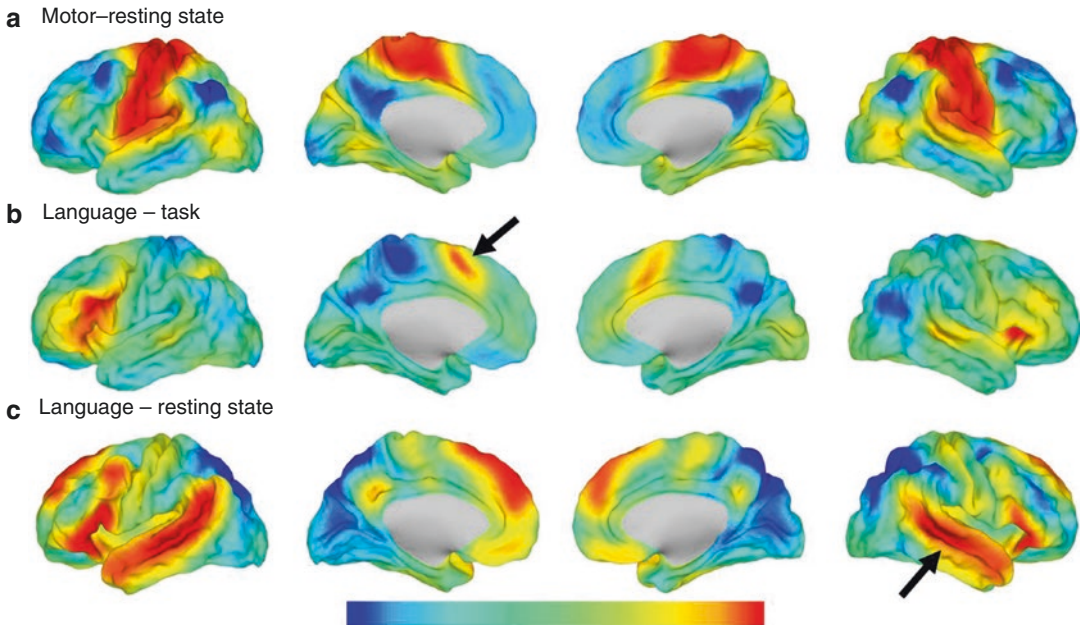 a Motor–resting state
b Language – task
c Language – resting state